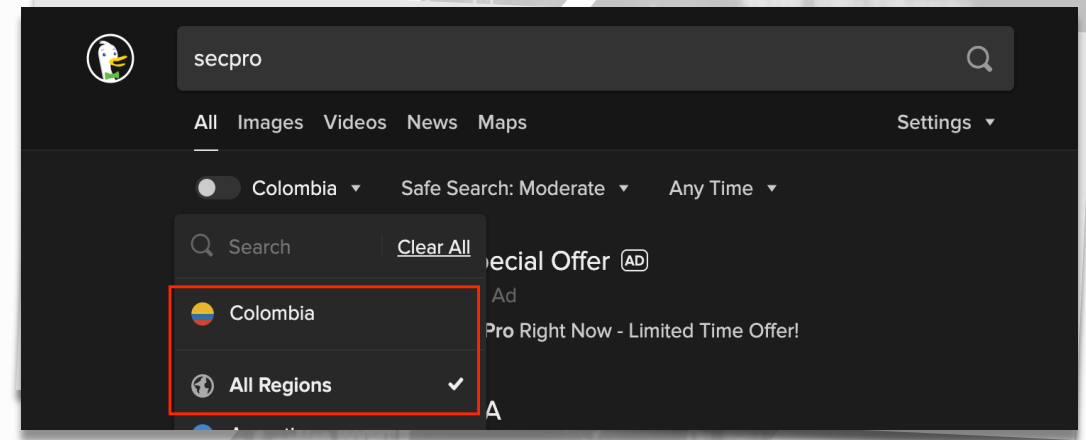 secpro
All Images Videos News Maps Settings
Colombia Safe Search: Moderate Any Time
Search Clear All
ecial Offer AD
Ad
Colombia
Pro Right Now - Limited Time Offer!
All Regions
A